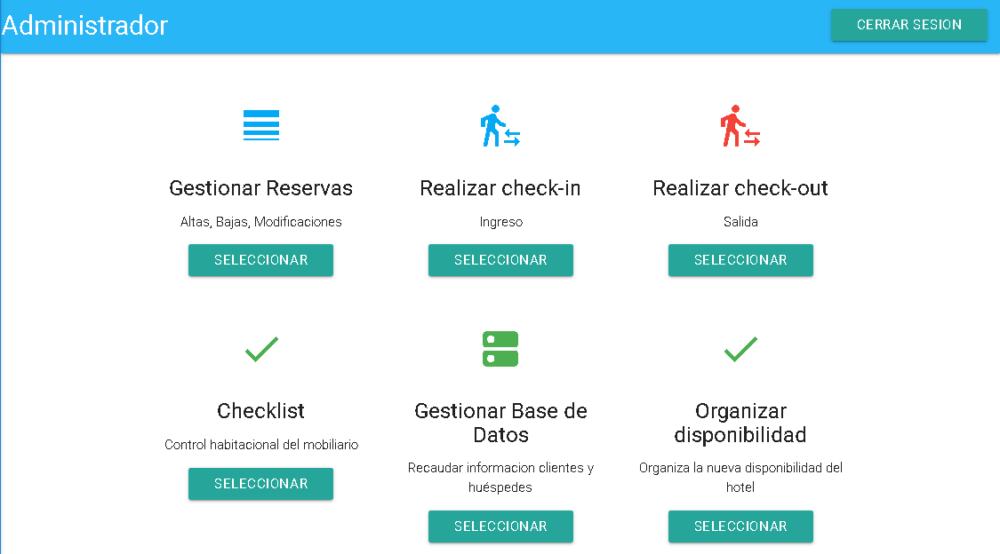 Administrador
CERRAR SESION
Gestionar Reservas
Altas, Bajas, Modificaciones
SELECCIONAR
Realizar check-in
Ingreso
SELECCIONAR
Realizar check-out
Salida
SELECCIONAR
Checklist
Control habitacional del mobiliario
SELECCIONAR
Gestionar Base de
Datos
Recaudar informacion clientes y
huéspedes
SELECCIONAR
Organizar
disponibilidad
Organiza la nueva disponibilidad del
hotel
SELECCIONAR